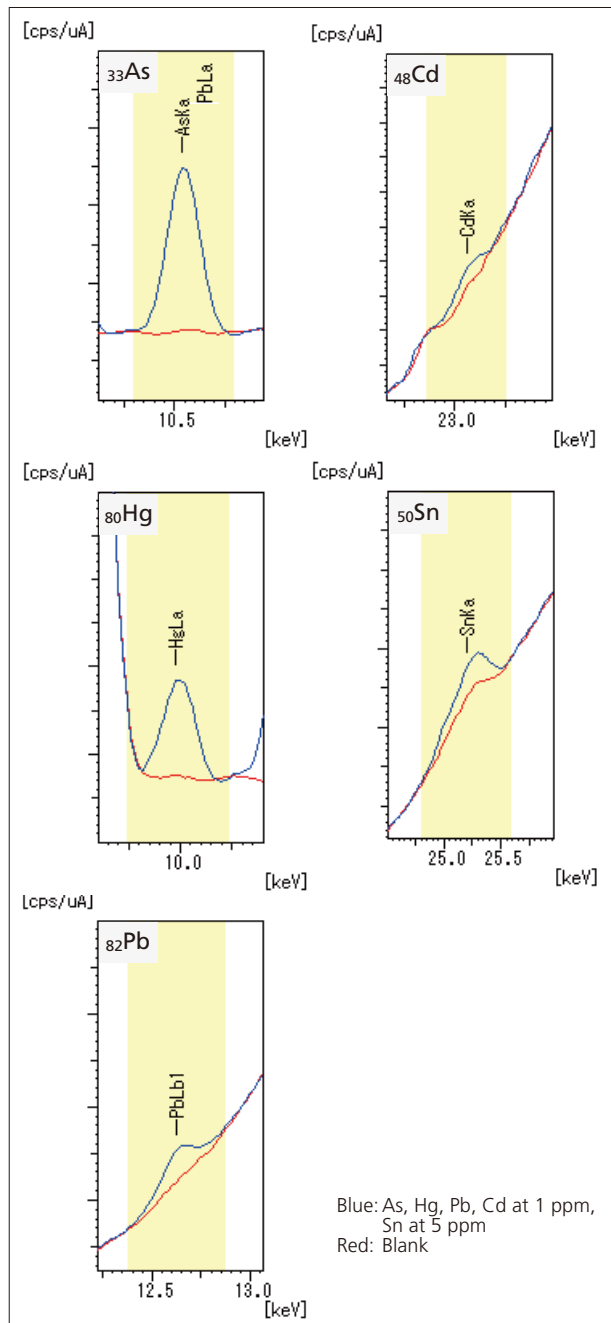 [cps/uA]
₃₃As
—AsKa
PbLa
10.5
[keV]
[cps/uA]
₄₈Cd
—CdKa
23.0
[keV]
[cps/uA]
₈₀Hg
—HgLa
10.0
[keV]
[cps/uA]
₅₀Sn
—SnKa
25.0 25.5
[keV]
[cps/uA]
₈₂Pb
—PbLb1
12.5 13.0
[keV]
Blue: As, Hg, Pb, Cd at 1 ppm,
Sn at 5 ppm
Red: Blank